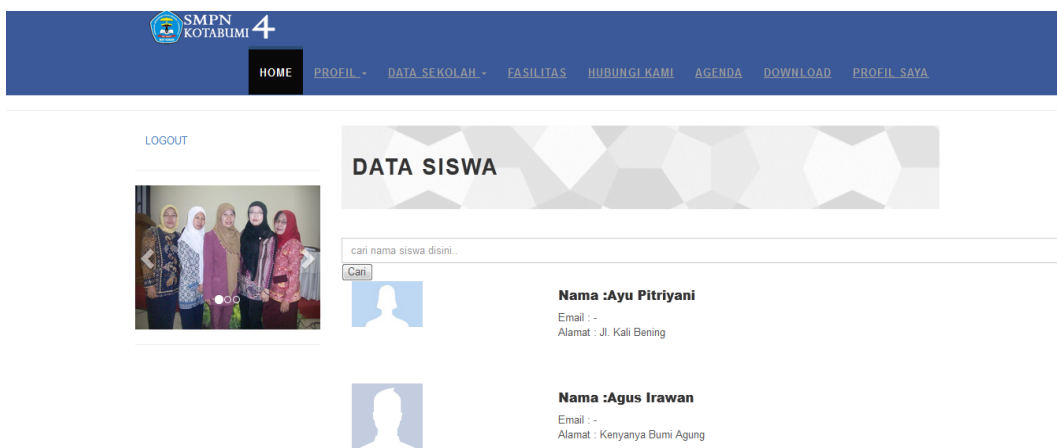 SMPN
KOTABUMI 4
HOME PROFIL DATA SEKOLAH FASILITAS HUBUNGI KAMI AGENDA DOWNLOAD PROFIL SAYA
LOGOUT
DATA SISWA
cari nama siswa disini..
Cari
Nama :Ayu Pitriyani
Email : -
Alamat : Jl. Kali Bening
Nama :Agus Irawan
Email : -
Alamat : Kenyanya Bumi Agung